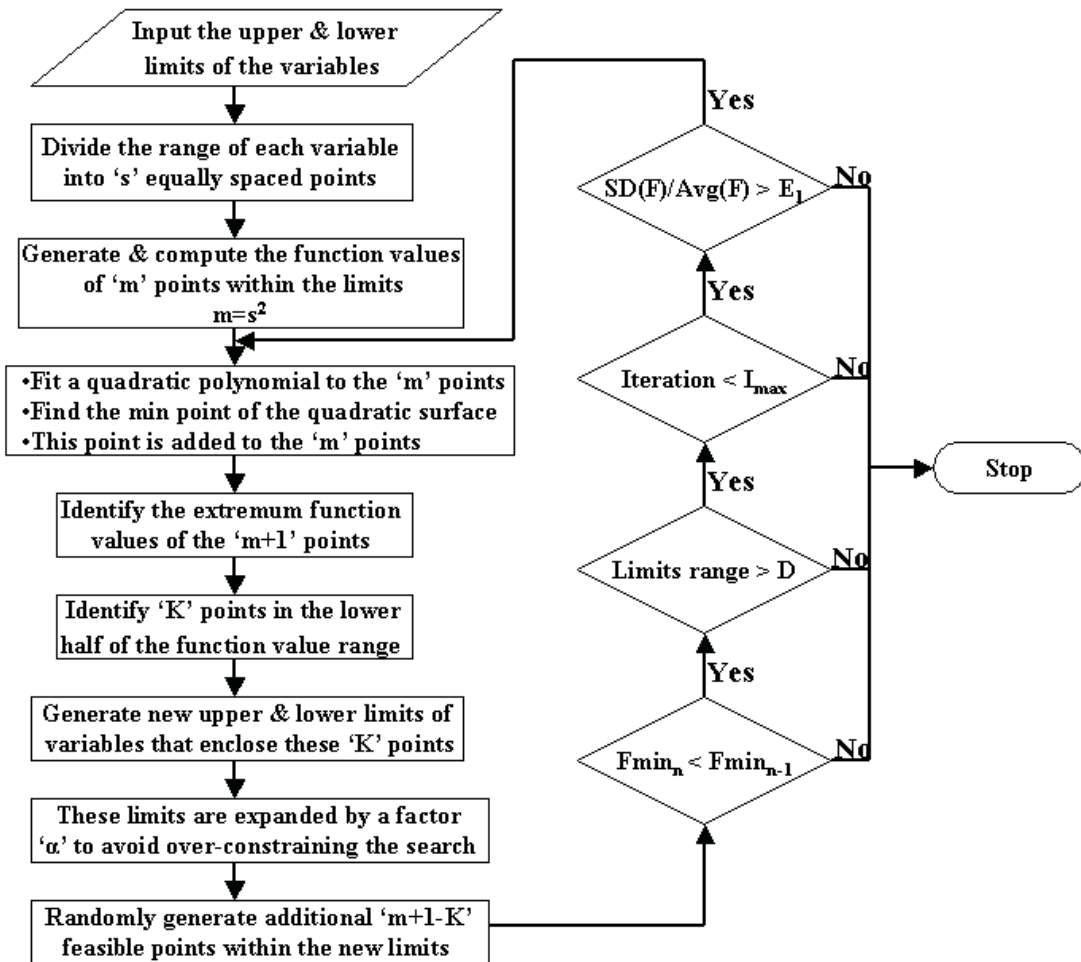 Input the upper & lower
limits of the variables
Divide the range of each variable
into ‘s’ equally spaced points
Generate & compute the function values
of ‘m’ points within the limits
m=s²
•Fit a quadratic polynomial to the ‘m’ points
•Find the min point of the quadratic surface
•This point is added to the ‘m’ points
Identify the extremum function
values of the ‘m+1’ points
Identify ‘K’ points in the lower
half of the function value range
Generate new upper & lower limits of
variables that enclose these ‘K’ points
These limits are expanded by a factor
‘α’ to avoid over-constraining the search
Randomly generate additional ‘m+1-K’
feasible points within the new limits
Yes
SD(F)/Avg(F) > E₁
No
Yes
Iteration < Iₘₐₓ
No
Yes
Limits range > D
No
Yes
Fminₙ < Fminₙ₋₁
No
Stop